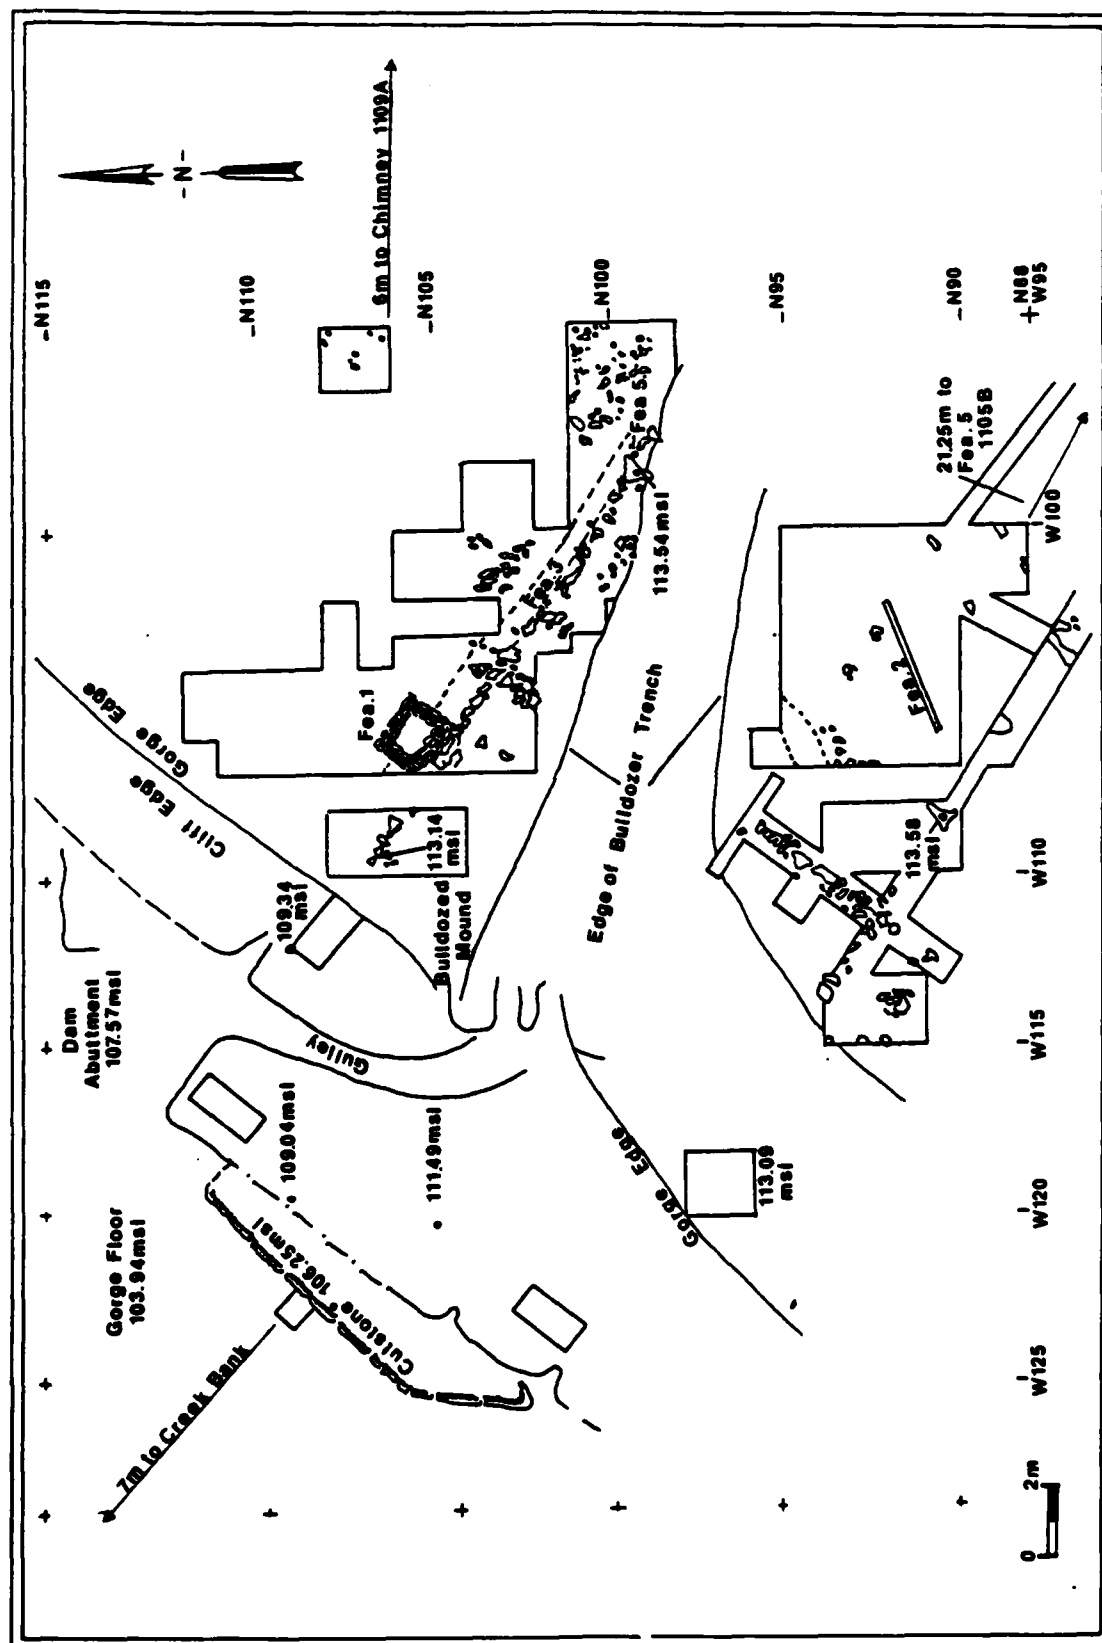 -N-
6m to Chimney 1109A
-N115
-N110
-N105
-N100
-N95
-N90
+N88
W95
21.25m to
Fea. 5
1105B
W100
Fea. 5
113.54msl
Fea. 3
Fea. 1
Fea. 2
Gorge Edge
Cliff Edge
Edge of Bulldozer Trench
113.14
msl
Bulldozed
Mound
109.34
msl
113.58
msl
W110
Dam
Abuttment
107.57msl
Gulley
W115
109.04msl
111.49msl
Gorge Edge
113.09
msl
W120
Gorge Floor
103.94msl
106.25msl
Cutstone
W125
7m to Creek Bank
0 2m